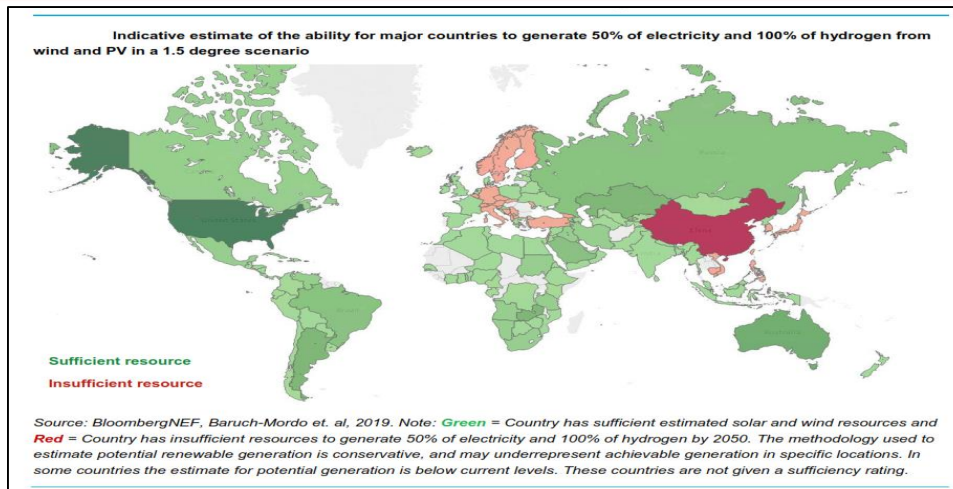 Indicative estimate of the ability for major countries to generate 50% of electricity and 100% of hydrogen from
wind and PV in a 1.5 degree scenario
Sufficient resource
Insufficient resource
Source: BloombergNEF, Baruch-Mordo et. al, 2019. Note: Green = Country has sufficient estimated solar and wind resources and
Red = Country has insufficient resources to generate 50% of electricity and 100% of hydrogen by 2050. The methodology used to
estimate potential renewable generation is conservative, and may underrepresent achievable generation in specific locations. In
some countries the estimate for potential generation is below current levels. These countries are not given a sufficiency rating.